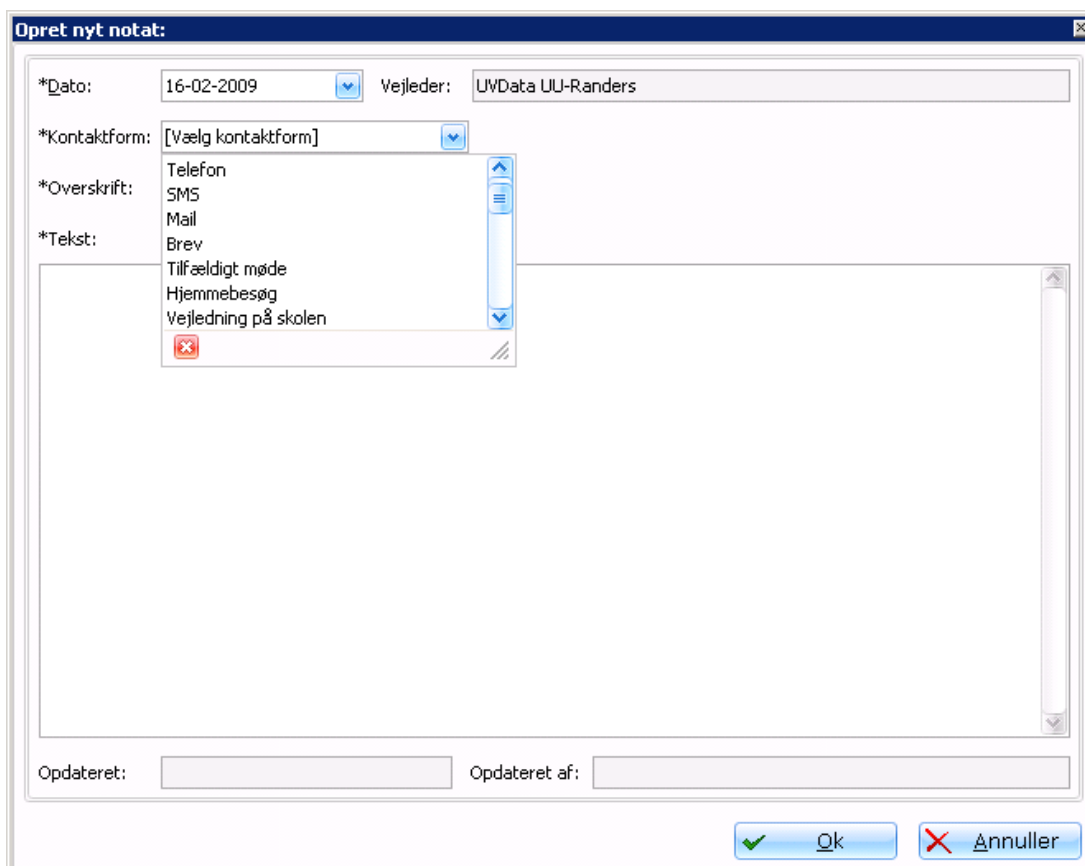 Opret nyt notat:
*Dato: 16-02-2009 Vejleder: UVData UU-Randers
*Kontaktform: [Vælg kontaktform]
Telefon
*Overskrift:
SMS
Mail
*Tekst:
Brev
Tilfældigt møde
Hjemmebesøg
Vejledning på skolen
Opdateret: Opdateret af:
Ok Annuller